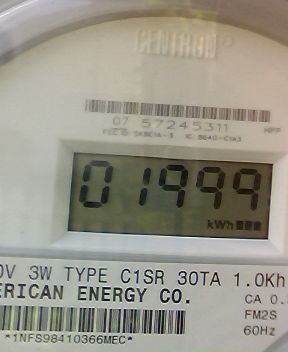 CENTRON
07 57245311
01999
kWh
0V 3W TYPE C1SR 30TA 1.0Kh
ERICAN ENERGY CO.
CA 0.
FM2S
60Hz
*1NFS98410366MEC*